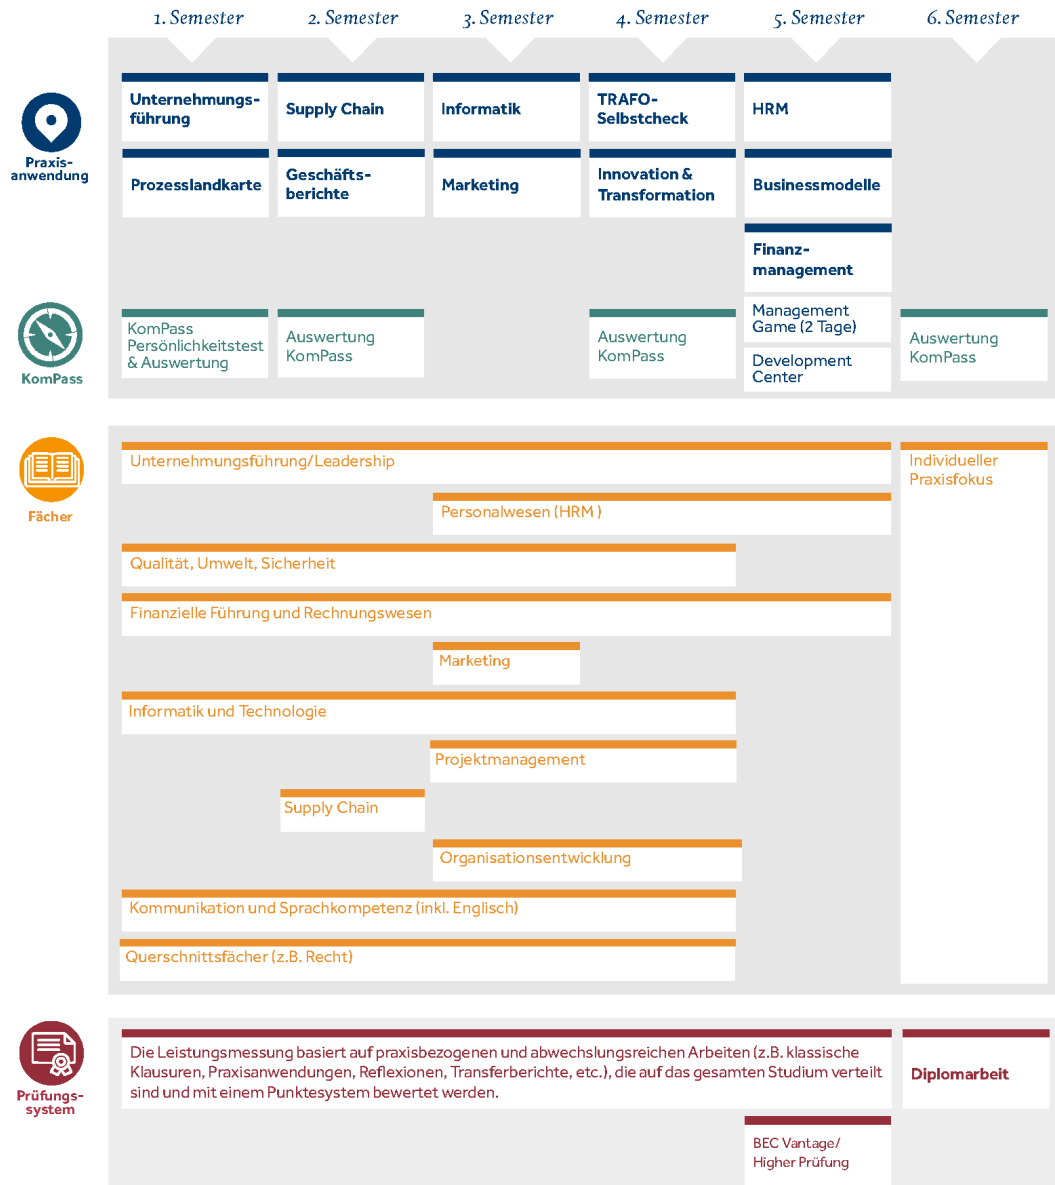 1. Semester
2. Semester
3. Semester
4. Semester
5. Semester
6. Semester
Praxis-
anwendung
Unternehmungs-
führung
Supply Chain
Informatik
TRAFO-
Selbstcheck
HRM
Prozesslandkarte
Geschäfts-
berichte
Marketing
Innovation &
Transformation
Businessmodelle
Finanz-
management
KomPass
KomPass
Persönlichkeitstest
& Auswertung
Auswertung
KomPass
Auswertung
KomPass
Management
Game (2 Tage)
Development
Center
Auswertung
KomPass
Fächer
Unternehmungsführung/Leadership
Individueller
Praxisfokus
Personalwesen (HRM )
Qualität, Umwelt, Sicherheit
Finanzielle Führung und Rechnungswesen
Marketing
Informatik und Technologie
Projektmanagement
Supply Chain
Organisationsentwicklung
Kommunikation und Sprachkompetenz (inkl. Englisch)
Querschnittsfächer (z.B. Recht)
Prüfungs-
system
Die Leistungsmessung basiert auf praxisbezogenen und abwechslungsreichen Arbeiten (z.B. klassische
Klausuren, Praxisanwendungen, Reflexionen, Transferberichte, etc.), die auf das gesamten Studium verteilt
sind und mit einem Punktesystem bewertet werden.
Diplomarbeit
BEC Vantage/
Higher Prüfung